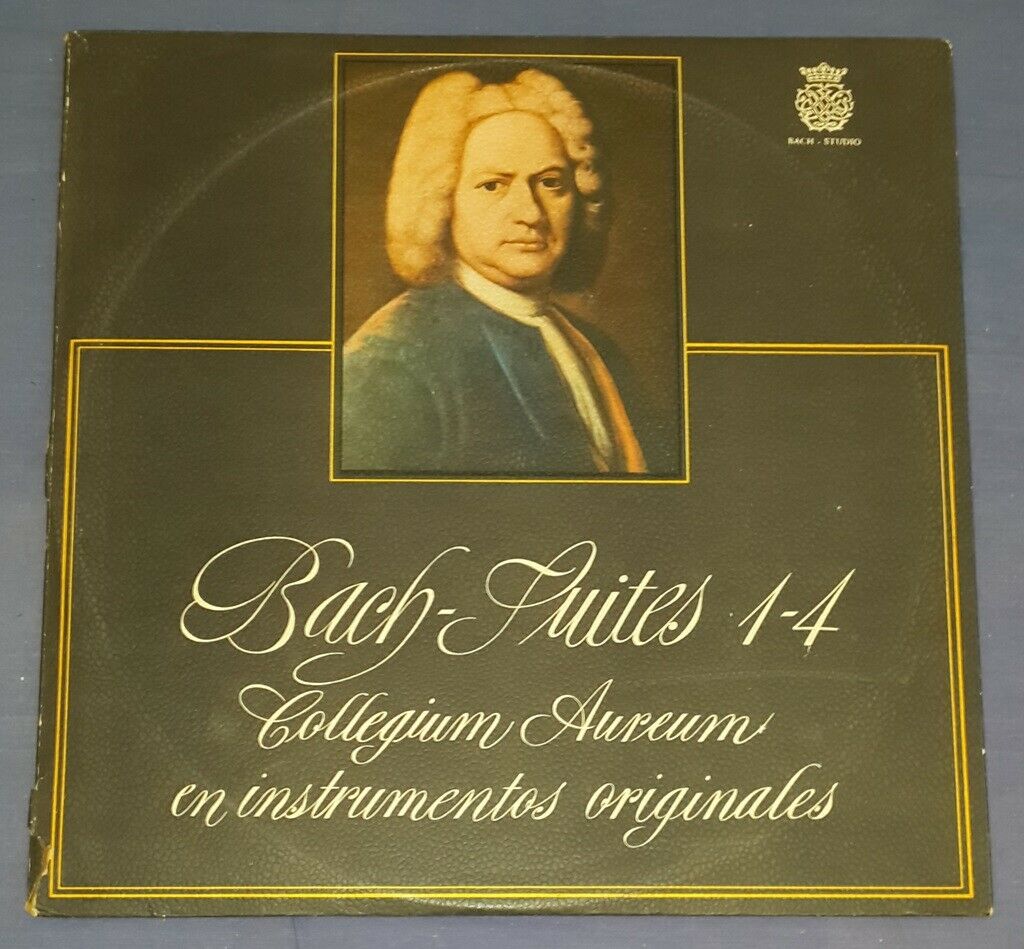 BACH - STUDIO
Bach-Suites 1-4
Collegium Aureum
en instrumentos originales